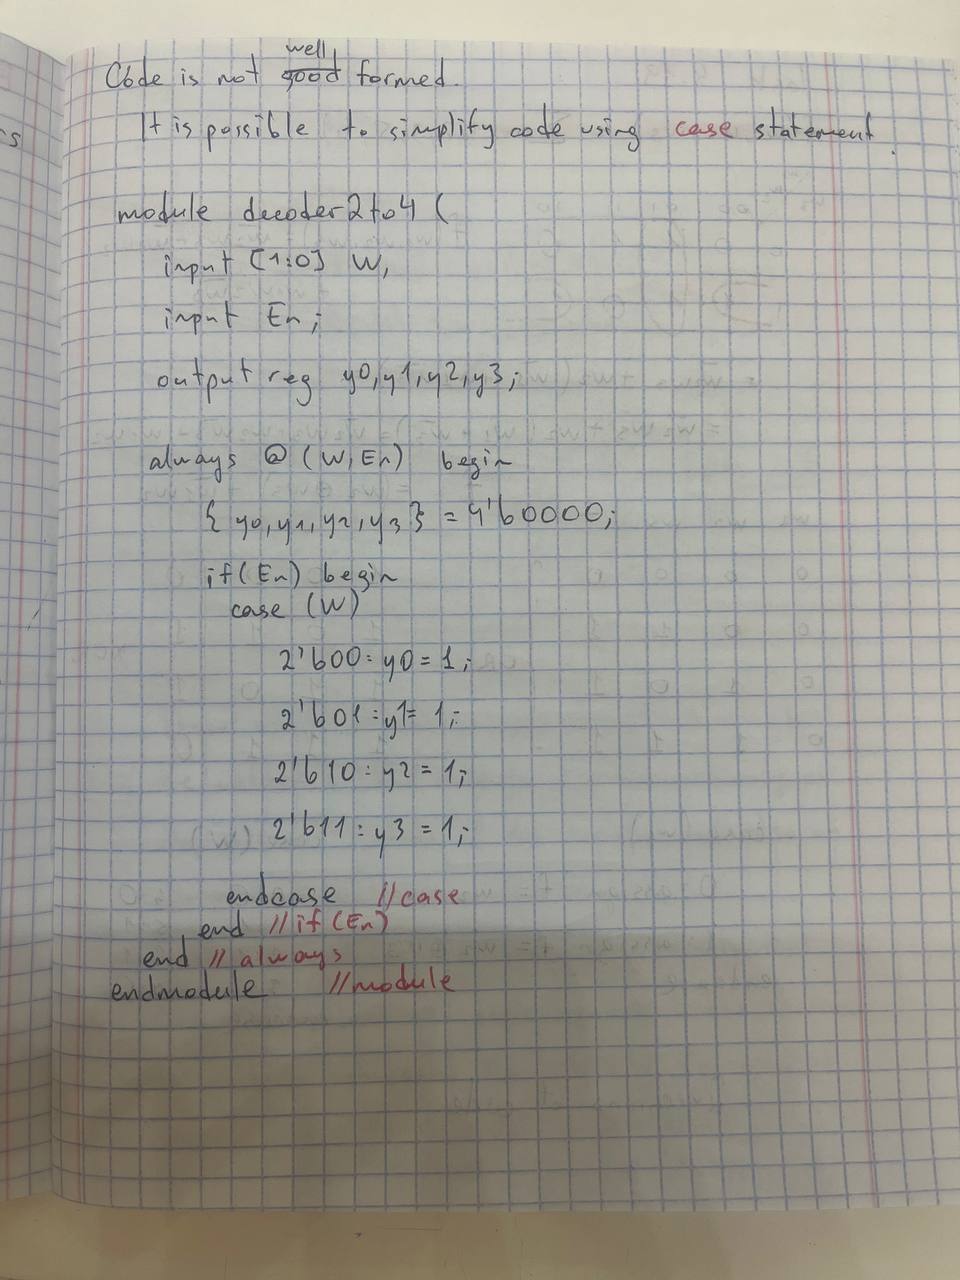 Code is not good well formed.
It is possible to simplify code using case statement.
module decoder2to4 (
input [1:0] W,
input En;
output reg y0,y1,y2,y3;
always @ (W,En) begin
{ y0,y1,y2,y3 } = 4'b0000;
if(En) begin
case (W)
2'b00: y0 = 1;
2'b01: y1= 1;
2'b10: y2 = 1;
2'b11: y3 = 1;
endcase //case
end //if(En)
end //always
endmodule //module